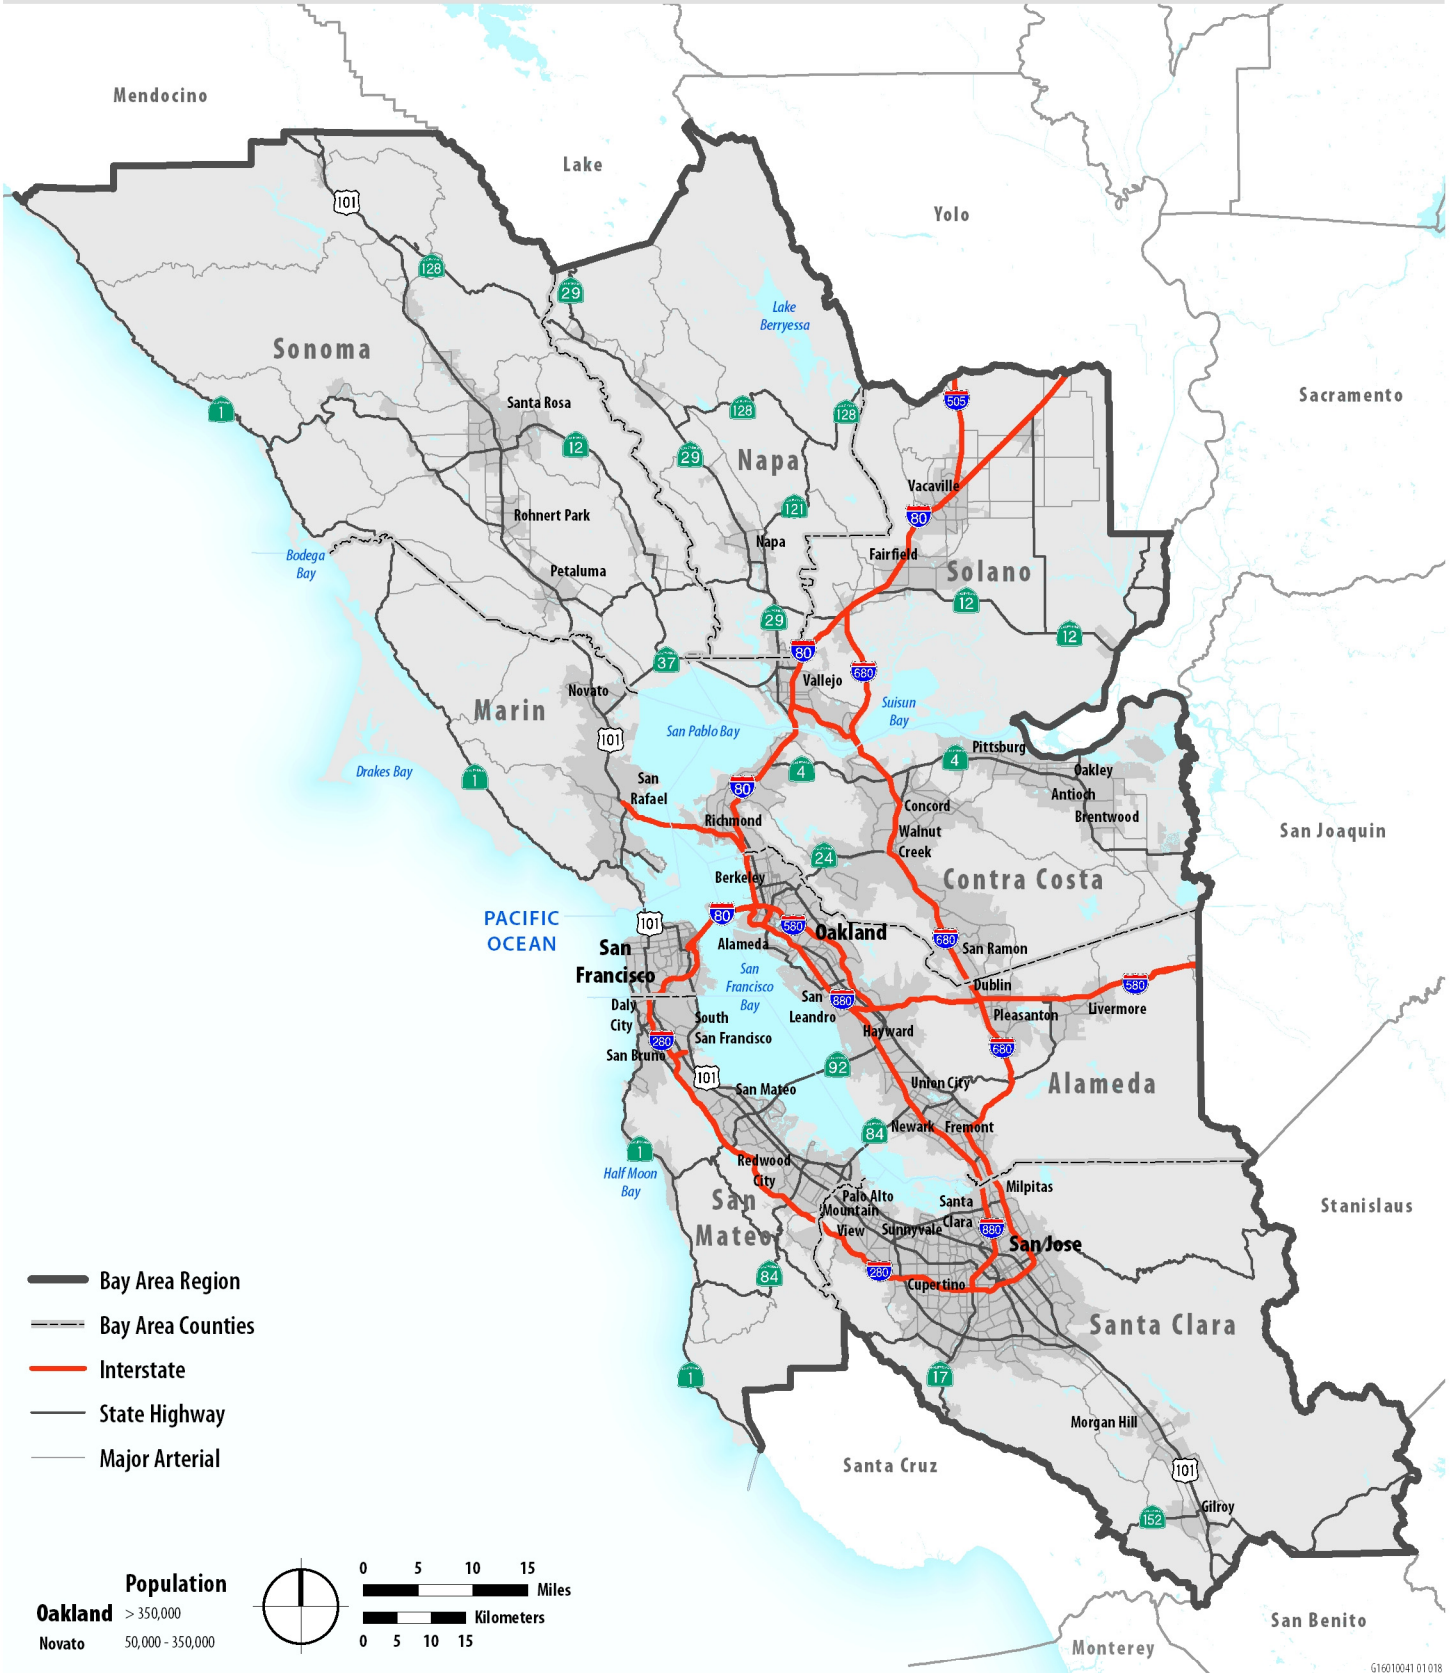 Mendocino
Lake
Yolo
101
128
29
Lake
Berryessa
Sonoma
Sacramento
505
1
Santa Rosa
128
128
12
29
Napa
Vacaville
121
80
Rohnert Park
Napa
Fairfield
Bodega
Bay
Petaluma
Solano
12
29
12
80
37
680
Vallejo
Novato
Marin
Suisun
Bay
San Pablo Bay
101
Pittsburg
4
4
Drakes Bay
1
San
Rafael
Oakley
Antioch
80
Concord
Brentwood
Richmond
Walnut
Creek
San Joaquin
24
Berkeley
Contra Costa
PACIFIC
OCEAN
101
80
580
Oakland
Alameda
680
San Ramon
San
Francisco
San
Francisco
Bay
Dublin
580
San
Leandro
880
Daly
City
South
San Francisco
Pleasanton
Livermore
Hayward
280
San Bruno
680
92
101
San Mateo
Union City
Alameda
84
Newark
Fremont
1
Half Moon
Bay
Redwood
City
Milpitas
San
Mateo
Palo Alto
Mountain
View
Santa
Clara
Sunnyvale
880
Stanislaus
San Jose
280
84
Cupertino
Santa Clara
1
17
Morgan Hill
Santa Cruz
101
152
Gilroy
San Benito
Monterey
Bay Area Region
Bay Area Counties
Interstate
State Highway
Major Arterial
Population
Oakland > 350,000
Novato 50,000 - 350,000
0 5 10 15
Miles
Kilometers
0 5 10 15
G16010041 01 018